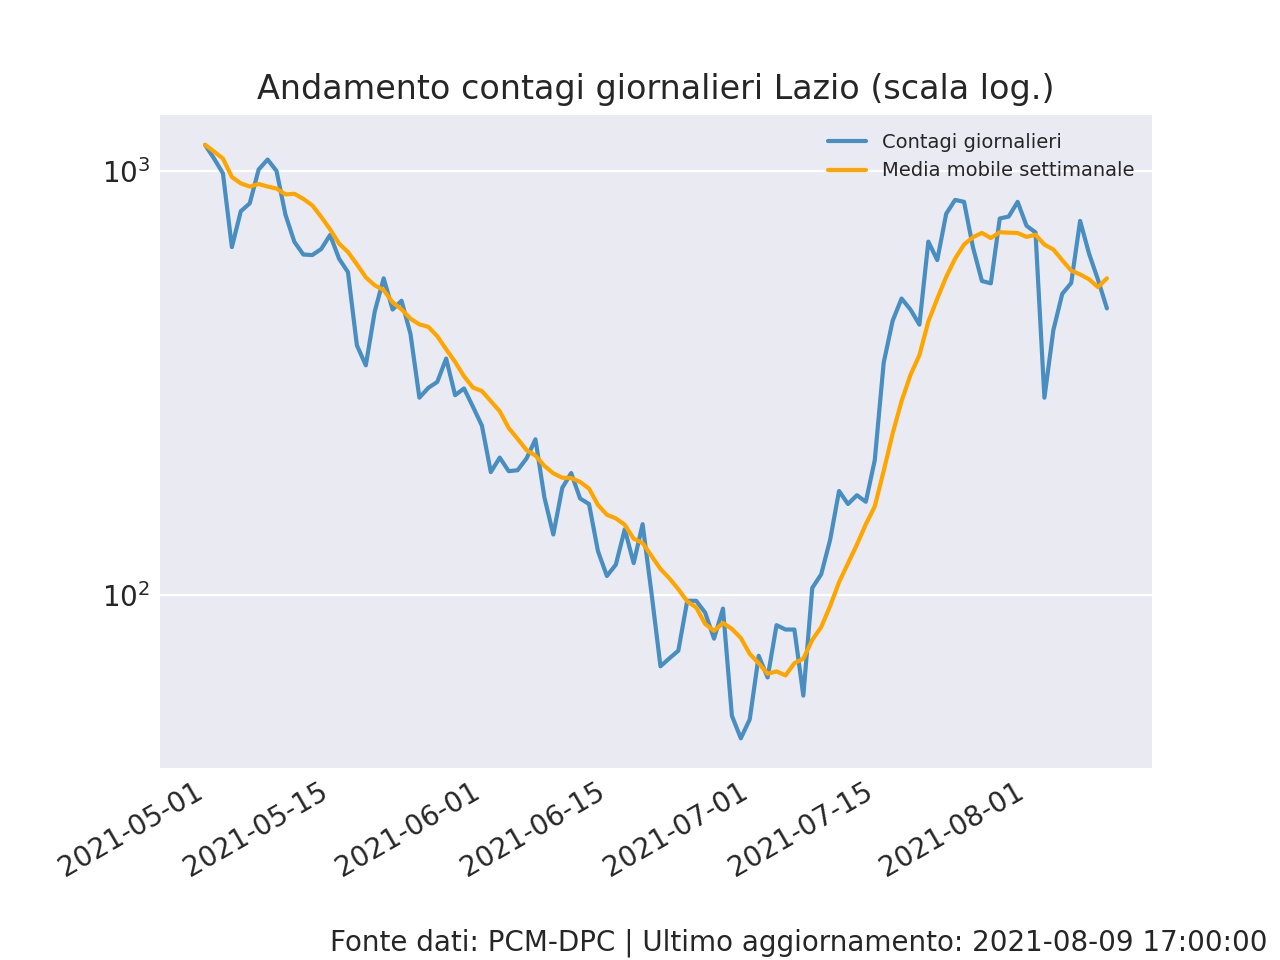 Andamento contagi giornalieri Lazio (scala log.)
Contagi giornalieri
Media mobile settimanale
10³
10²
2021-05-01
2021-05-15
2021-06-01
2021-06-15
2021-07-01
2021-07-15
2021-08-01
Fonte dati: PCM-DPC | Ultimo aggiornamento: 2021-08-09 17:00:00